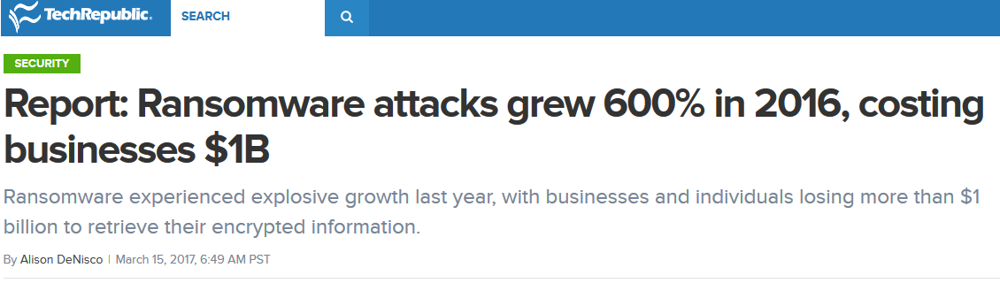 TechRepublic.
SEARCH
SECURITY
Report: Ransomware attacks grew 600% in 2016, costing
businesses $1B
Ransomware experienced explosive growth last year, with businesses and individuals losing more than $1
billion to retrieve their encrypted information.
By Alison DeNisco | March 15, 2017, 6:49 AM PST